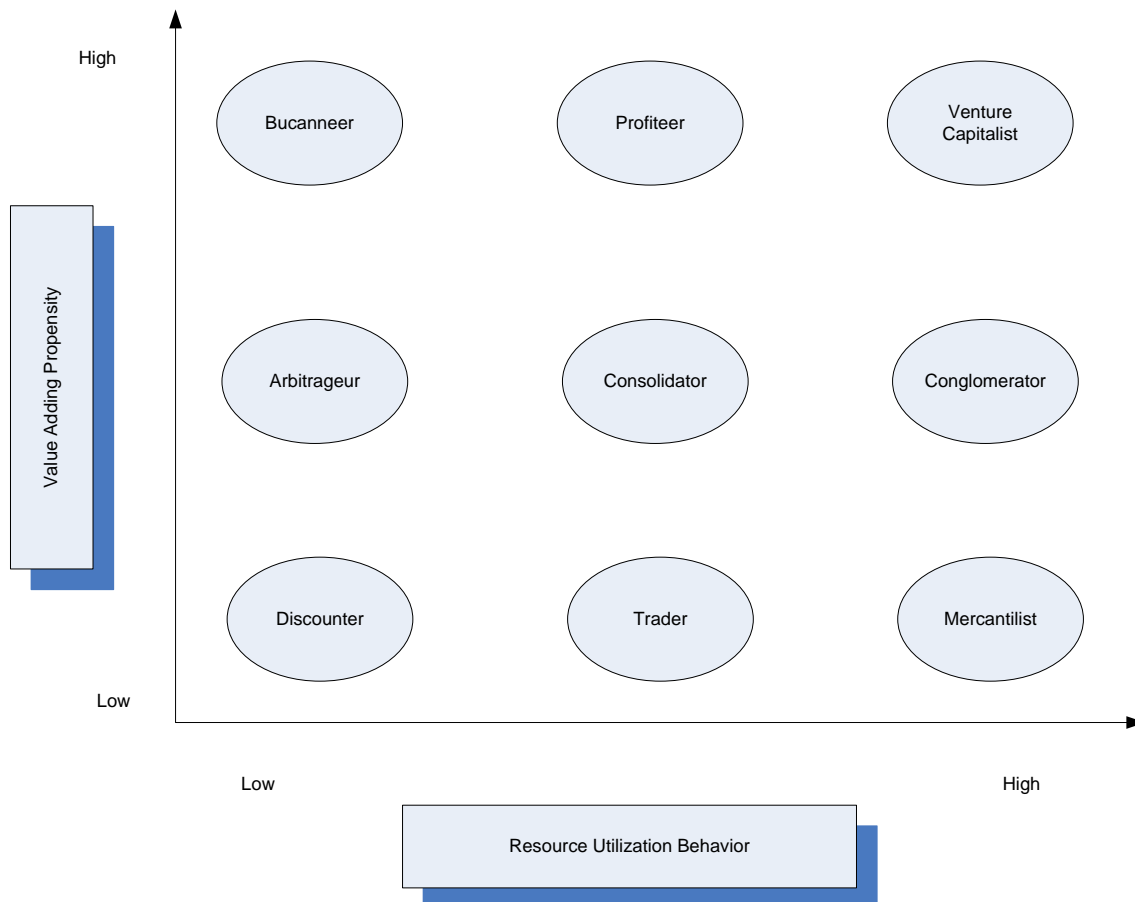 High
Bucanneer
Profiteer
Venture
Capitalist
Value Adding Propensity
Arbitrageur
Consolidator
Conglomerator
Discounter
Trader
Mercantilist
Low
Low
High
Resource Utilization Behavior